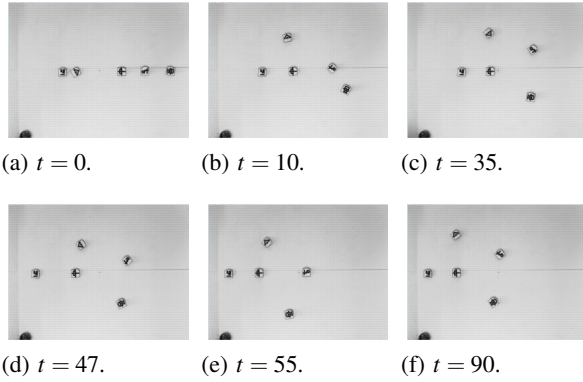 (a) t = 0.
(b) t = 10.
(c) t = 35.
(d) t = 47.
(e) t = 55.
(f) t = 90.